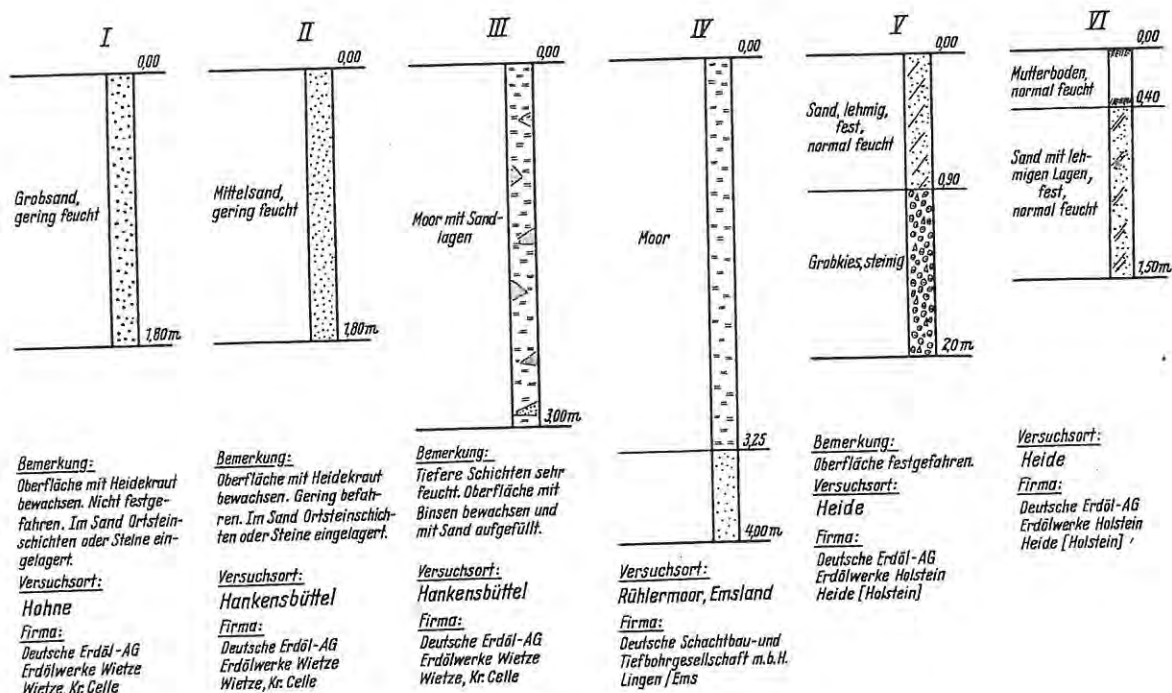 I
0,00
Grobsand,
gering feucht
1,80 m
Bemerkung:
Oberfläche mit Heidekraut
bewachsen. Nicht festge-
fahren. Im Sand Ortstein-
schichten oder Steine ein-
gelagert.
Versuchsort:
Hohne
Firma:
Deutsche Erdöl-AG
Erdölwerke Wietze
Wietze, Kr. Celle
II
0,00
Mittelsand,
gering feucht
1,80 m
Bemerkung:
Oberfläche mit Heidekraut
bewachsen. Gering befah-
ren. Im Sand Ortsteinschich-
ten oder Steine eingelagert.
Versuchsort:
Hankensbüttel
Firma:
Deutsche Erdöl-AG
Erdölwerke Wietze
Wietze, Kr. Celle
III
0,00
Moor mit Sand-
lagen
3,00 m
Bemerkung:
Tiefere Schichten sehr
feucht. Oberfläche mit
Binsen bewachsen und
mit Sand aufgefüllt.
Versuchsort:
Hankensbüttel
Firma:
Deutsche Erdöl-AG
Erdölwerke Wietze
Wietze, Kr. Celle
IV
0,00
Moor
3,25
4,00 m
Versuchsort:
Rühlermoor, Emsland
Firma:
Deutsche Schachtbau-und
Tiefbohrgesellschaft m.b.H.
Lingen / Ems
V
0,00
Sand, lehmig,
fest,
normal feucht
0,90
Grobkies, steinig
2,0 m
Bemerkung:
Oberfläche festgefahren.
Versuchsort:
Heide
Firma:
Deutsche Erdöl-AG
Erdölwerke Holstein
Heide [Holstein]
VI
0,00
Mutterboden,
normal feucht
0,40
Sand mit leh-
migen Lagen,
fest,
normal feucht
1,50 m
Versuchsort:
Heide
Firma:
Deutsche Erdöl-AG
Erdölwerke Holstein
Heide [Holstein]